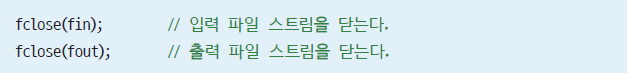 fclose(fin); // 입력 파일 스트림을 닫는다.
fclose(fout); // 출력 파일 스트림을 닫는다.